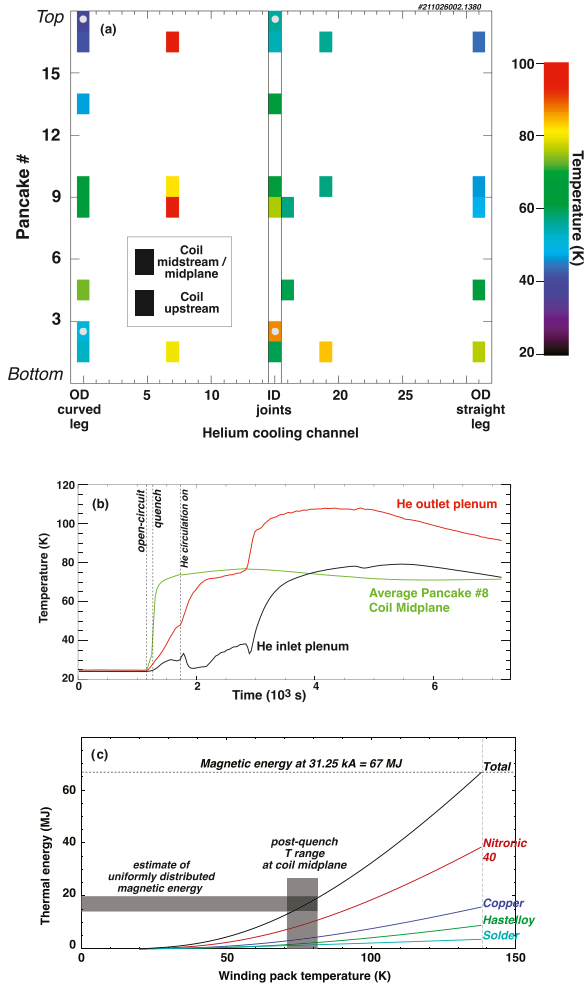 #211026002.1380
Top
(a)
15
12
9
6
3
Bottom
Pancake #
Coil
midstream /
midplane
Coil
upstream
OD
curved
leg
5
10
ID
joints
20
25
OD
straight
leg
Helium cooling channel
100
80
60
40
20
Temperature (K)
(b)
open-circuit
quench
He circulation on
He outlet plenum
Average Pancake #8
Coil Midplane
He inlet plenum
120
100
80
60
40
20
Temperature (K)
0
2
4
6
Time (10³ s)
(c)
Magnetic energy at 31.25 kA = 67 MJ
Total
post-quench
T range
at coil midplane
estimate of
uniformly distributed
magnetic energy
Nitronic
40
Copper
Hastelloy
Solder
60
40
20
0
Thermal energy (MJ)
0
50
100
150
Winding pack temperature (K)